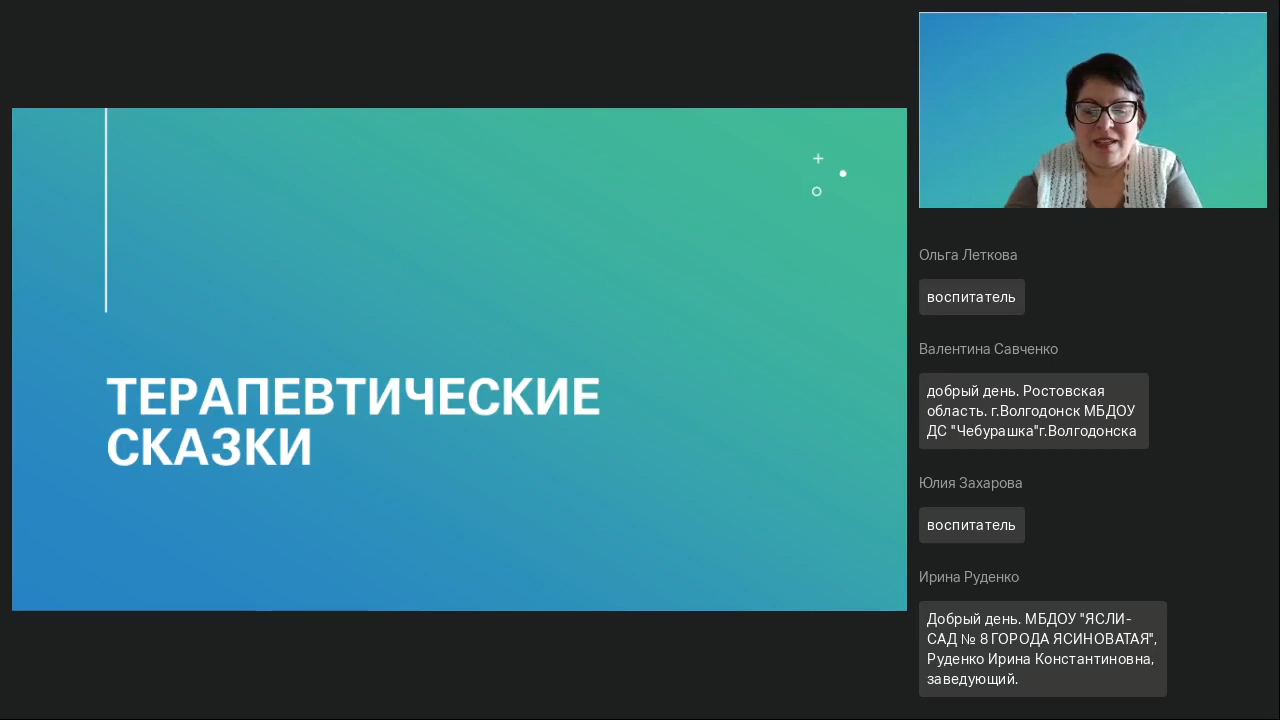 ТЕРАПЕВТИЧЕСКИЕ
СКАЗКИ
Ольга Леткова
воспитатель
Валентина Савченко
добрый день. Ростовская
область. г.Волгодонск МБДОУ
ДС "Чебурашка"г.Волгодонска
Юлия Захарова
воспитатель
Ирина Руденко
Добрый день. МБДОУ "ЯСЛИ-
САД № 8 ГОРОДА ЯСИНОВАТАЯ",
Руденко Ирина Константиновна,
заведующий.